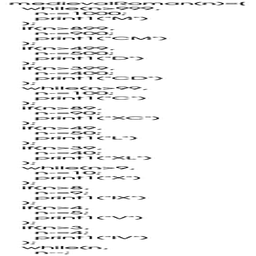 medievalRoman(n)={
while(n>999,
n-=1000;
print1("M")
);
if(n>899,
n-=900;
print1("CM")
);
if(n>499,
n-=500;
print1("D")
);
if(n>399,
n-=400;
print1("CD")
);
while(n>99,
n-=100;
print1("C")
);
if(n>89,
n-=90;
print1("XC")
);
if(n>49,
n-=50;
print1("L")
);
if(n>39,
n-=40;
print1("XL")
);
while(n>9,
n-=10;
print1("X")
);
if(n>8,
n-=9;
print1("IX")
);
if(n>4,
n-=5;
print1("V")
);
if(n>3,
n-=4;
print1("IV")
);
while(n,
n--;